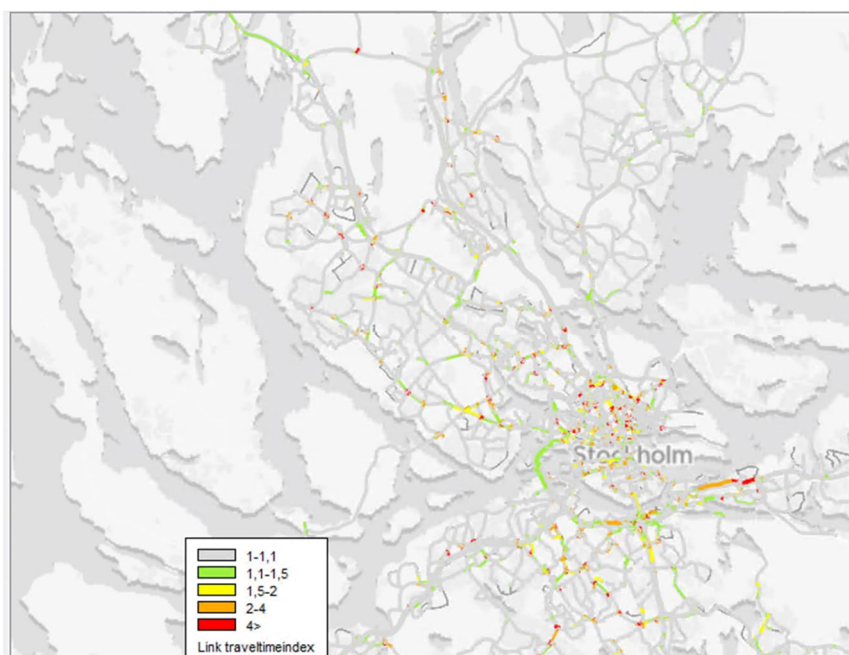 Stockholm
1-1,1
1,1-1,5
1,5-2
2-4
4>
Link traveltimeindex